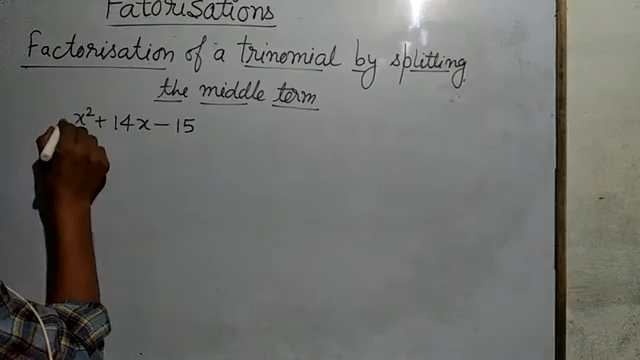 Fatorisations
Factorisation of a trinomial by splitting
the middle term
x² + 14x - 15